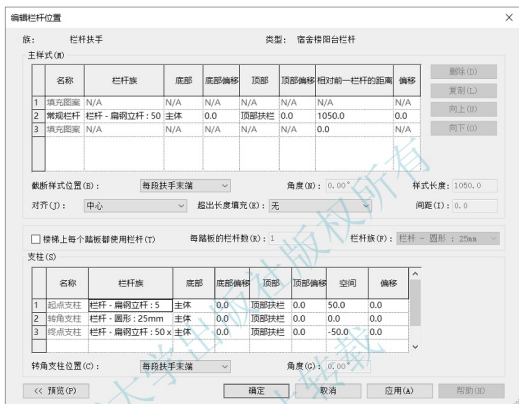 编辑栏杆位置
族: 栏杆扶手 类型: 宿舍楼阳台栏杆
主样式(M)
名称 栏杆族 底部 底部偏移 顶部 顶部偏移 相对前一栏杆的距离 偏移
1 填充图案 N/A N/A N/A N/A N/A N/A N/A
2 常规栏杆 栏杆 - 扁钢立杆 : 50 主体 0.0 顶部扶栏 0.0 1050.0 0.0
3 填充图案 N/A N/A N/A N/A N/A 0.0 N/A
删除(D)
复制(L)
向上(U)
向下(O)
截断样式位置(B): 每段扶手末端 角度(N): 0.00° 样式长度: 1050.0
对齐(J): 中心 超出长度填充(E): 无 间距(I): 0.0
楼梯上每个踏板都使用栏杆(T) 每踏板的栏杆数(R): 1 栏杆族(F): 栏杆 - 圆形 : 25mm
支柱(S)
名称 栏杆族 底部 底部偏移 顶部 顶部偏移 空间 偏移
1 起点支柱 栏杆 - 扁钢立杆 : 5 主体 0.0 顶部扶栏 0.0 50.0 0.0
2 转角支柱 栏杆 - 圆形 : 25mm 主体 0.0 顶部扶栏 0.0 0.0 0.0
3 终点支柱 栏杆 - 扁钢立杆 : 50 x 主体 0.0 顶部扶栏 0.0 -50.0 0.0
转角支柱位置(C): 每段扶手末端 角度(G): 0.00°
<< 预览(P) 确定 取消 应用(A) 帮助(H)
大学出版社版权所有
转载